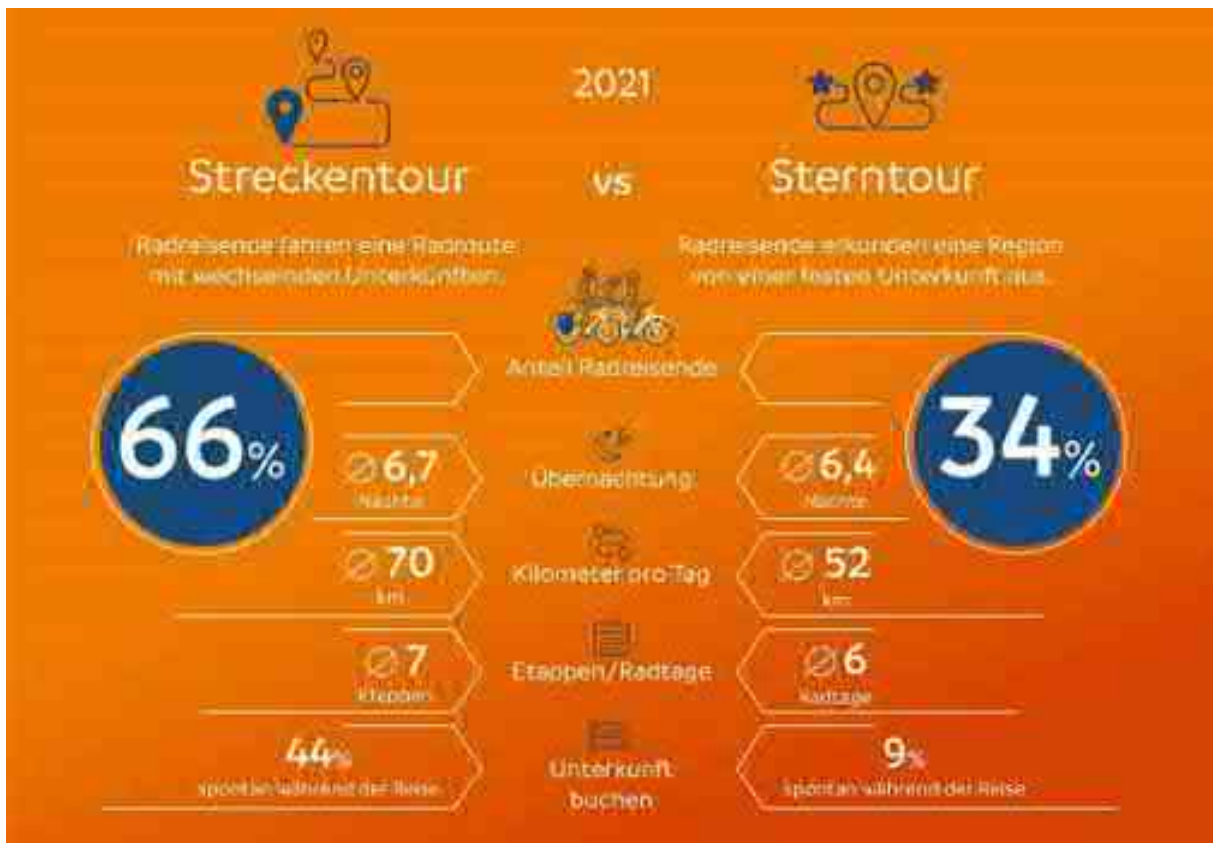 2021
Streckentour
vs
Sterntour
Radreisende fahren eine Radroute
mit wechselnden Unterkünften.
Radreisende erkunden eine Region
von einer festen Unterkunft aus.
Anteil Radreisende
66%
34%
Übernachtung
Ø 6,7
Nächte
Ø 6,4
Nächte
Kilometer pro Tag
Ø 70
km
Ø 52
km
Etappen/Radtage
Ø 7
Etappen
Ø 6
Radtage
Unterkunft
buchen
44%
spontan während der Reise
9%
spontan während der Reise